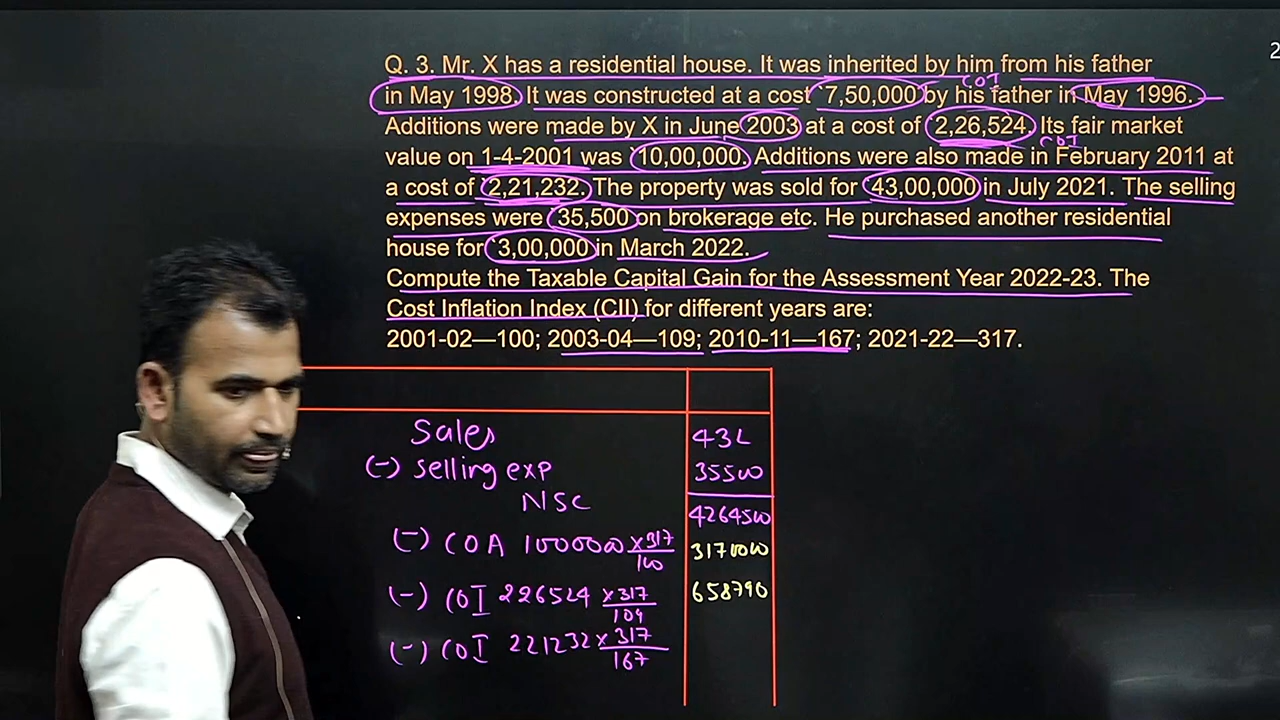 2
Q. 3. Mr. X has a residential house. It was inherited by him from his father
in May 1998. It was constructed at a cost `7,50,000 by his father in May 1996.
COI
Additions were made by X in June 2003 at a cost of `2,26,524. Its fair market
COI
value on 1-4-2001 was `10,00,000. Additions were also made in February 2011 at
a cost of `2,21,232. The property was sold for `43,00,000 in July 2021. The selling
expenses were `35,500 on brokerage etc. He purchased another residential
house for `3,00,000 in March 2022.
Compute the Taxable Capital Gain for the Assessment Year 2022-23. The
Cost Inflation Index (CII) for different years are:
2001-02—100; 2003-04—109; 2010-11—167; 2021-22—317.
Sales 43L
(-) Selling exp 35500
NSC 4264500
(-) COA 1000000 × 317/100 3170000
(-) COI 226524 × 317/109 658790
(-) COI 221232 × 317/167